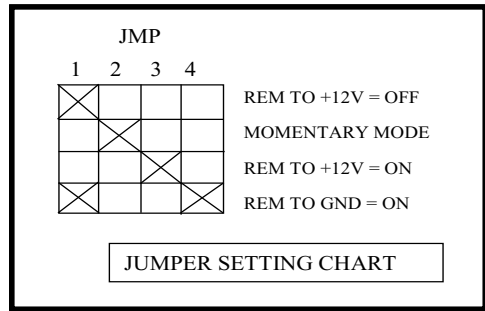 JMP
1 2 3 4
REM TO +12V = OFF
MOMENTARY MODE
REM TO +12V = ON
REM TO GND = ON
JUMPER SETTING CHART